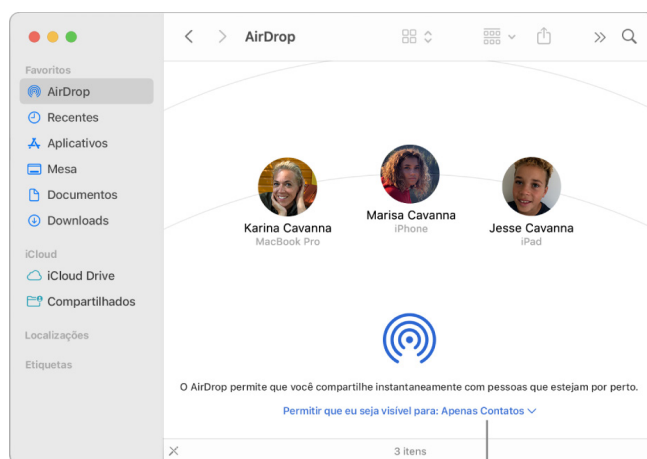 AirDrop
Favoritos
AirDrop
Recentes
Aplicativos
Mesa
Documentos
Downloads
iCloud
iCloud Drive
Compartilhados
Localizações
Etiquetas
Karina Cavanna
MacBook Pro
Marisa Cavanna
iPhone
Jesse Cavanna
iPad
O AirDrop permite que você compartilhe instantaneamente com pessoas que estejam por perto.
Permitir que eu seja visível para: Apenas Contatos
3 itens